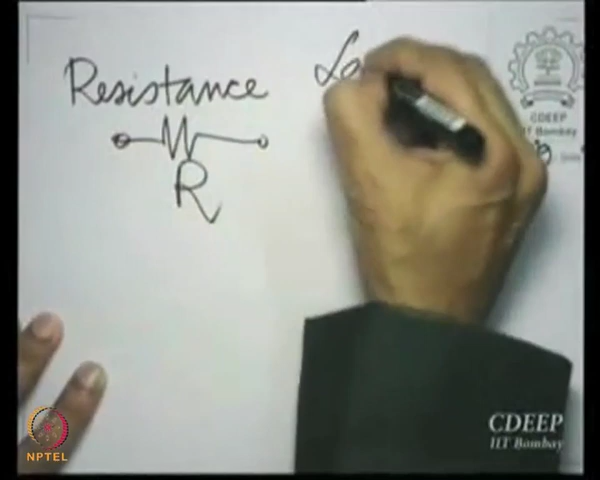 Resistance
R
CDEEP
IIT Bombay
CDEEP
IIT Bombay
NPTEL